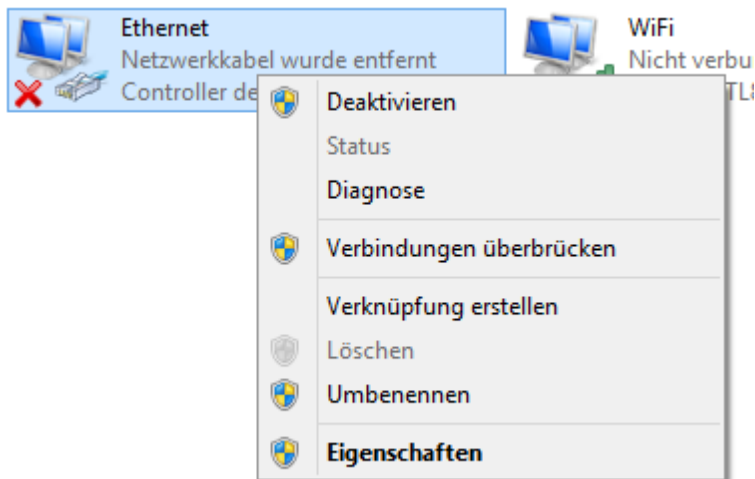 Ethernet
Netzwerkkabel wurde entfernt
Controller de
WiFi
Nicht verbu
TL8
Deaktivieren
Status
Diagnose
Verbindungen überbrücken
Verknüpfung erstellen
Löschen
Umbenennen
Eigenschaften